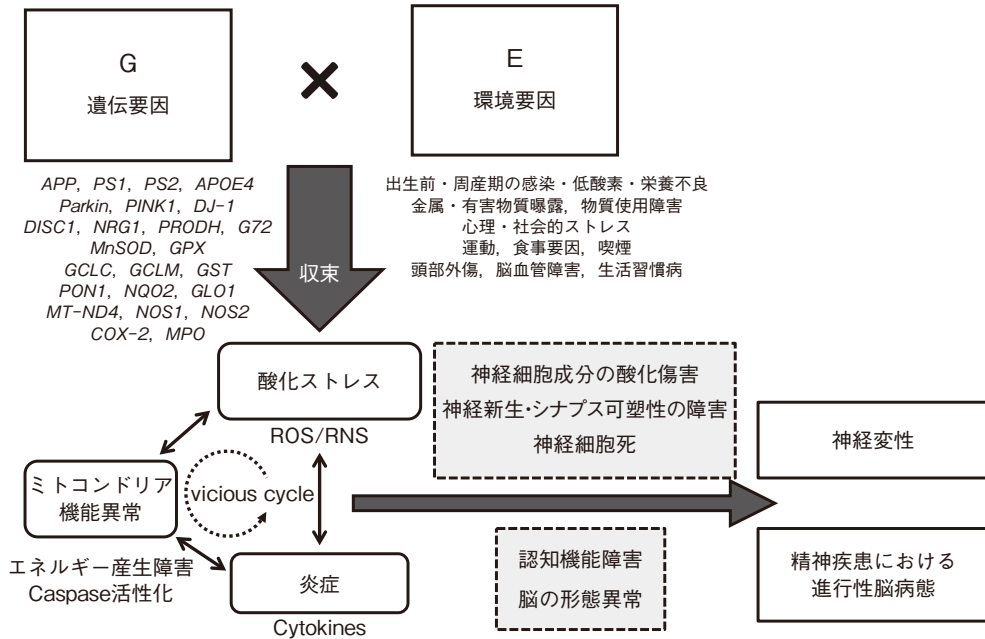 G
遺伝要因
×
E
環境要因
APP, PS1, PS2, APOE4
Parkin, PINK1, DJ-1
DISC1, NRG1, PRODH, G72
MnSOD, GPX
GCLC, GCLM, GST
PON1, NQO2, GLO1
MT-ND4, NOS1, NOS2
COX-2, MPO
出生前・周産期の感染・低酸素・栄養不良
金属・有害物質曝露, 物質使用障害
心理・社会的ストレス
運動, 食事要因, 喫煙
頭部外傷, 脳血管障害, 生活習慣病
収束
酸化ストレス
ROS/RNS
ミトコンドリア
機能異常
vicious cycle
エネルギー産生障害
Caspase活性化
炎症
Cytokines
神経細胞成分の酸化傷害
神経新生・シナプス可塑性の障害
神経細胞死
認知機能障害
脳の形態異常
神経変性
精神疾患における
進行性脳病態